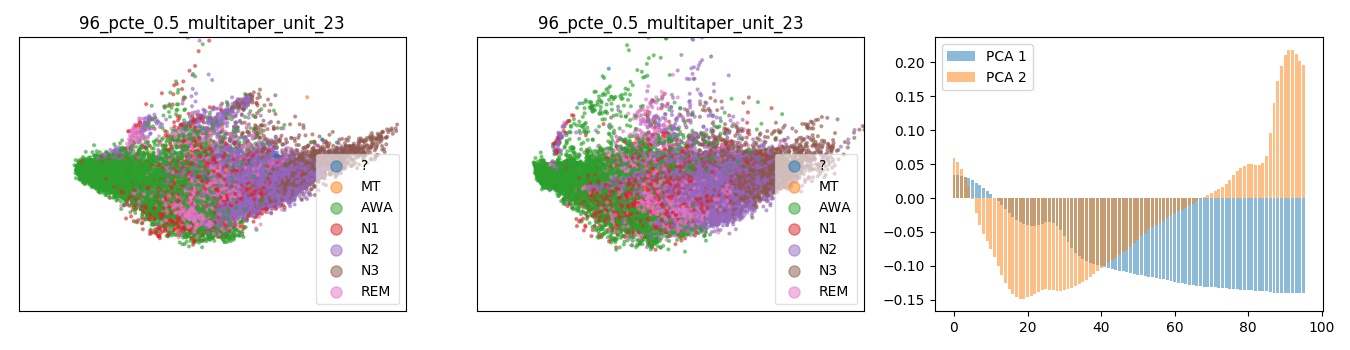 96_pcte_0.5_multitaper_unit_23
?
MT
AWA
N1
N2
N3
REM
96_pcte_0.5_multitaper_unit_23
?
MT
AWA
N1
N2
N3
REM
PCA 1
PCA 2
0.20
0.15
0.10
0.05
0.00
−0.05
−0.10
−0.15
0 20 40 60 80 100